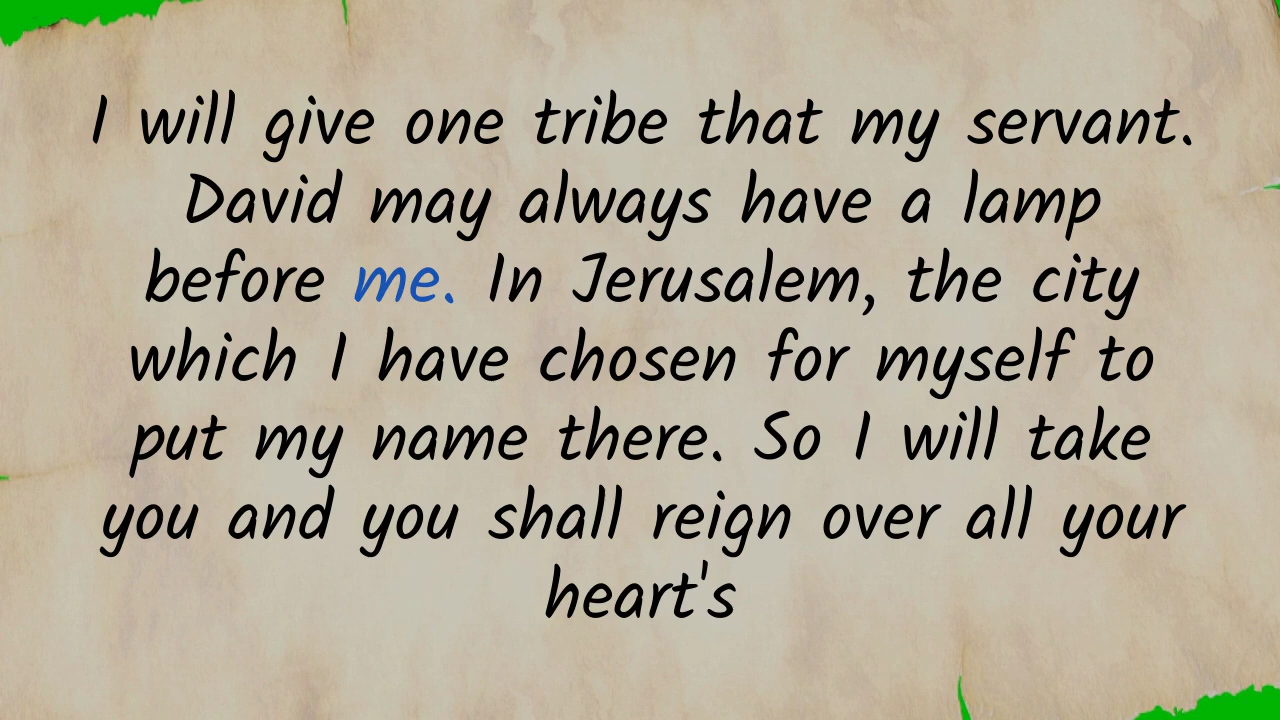 I will give one tribe that my servant.
David may always have a lamp
before me. In Jerusalem, the city
which I have chosen for myself to
put my name there. So I will take
you and you shall reign over all your
heart's